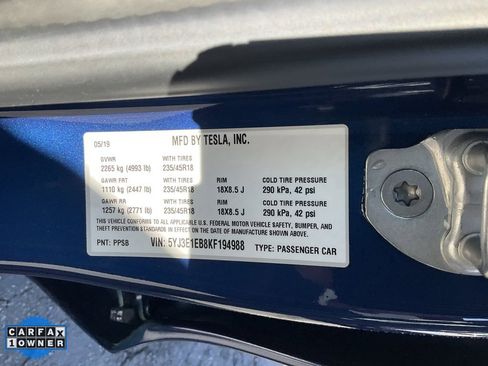 05/19 MFD BY TESLA, INC.
GVWR WITH TIRES
2265 kg (4993 lb) 235/45R18
GAWR FRT WITH TIRES RIM COLD TIRE PRESSURE
1110 kg (2447 lb) 235/45R18 18X8.5 J 290 kPa, 42 psi
GAWR RR WITH TIRES RIM COLD TIRE PRESSURE
1257 kg (2771 lb) 235/45R18 18X8.5 J 290 kPa, 42 psi
THIS VEHICLE CONFORMS TO ALL APPLICABLE U.S. FEDERAL MOTOR VEHICLE SAFETY, BUMPER, AND
THEFT PREVENTION STANDARDS IN EFFECT ON THE DATE OF MANUFACTURE SHOWN ABOVE.
PNT: PPSB VIN: 5YJ3E1EB8KF194988 TYPE: PASSENGER CAR
CARFAX
1 OWNER